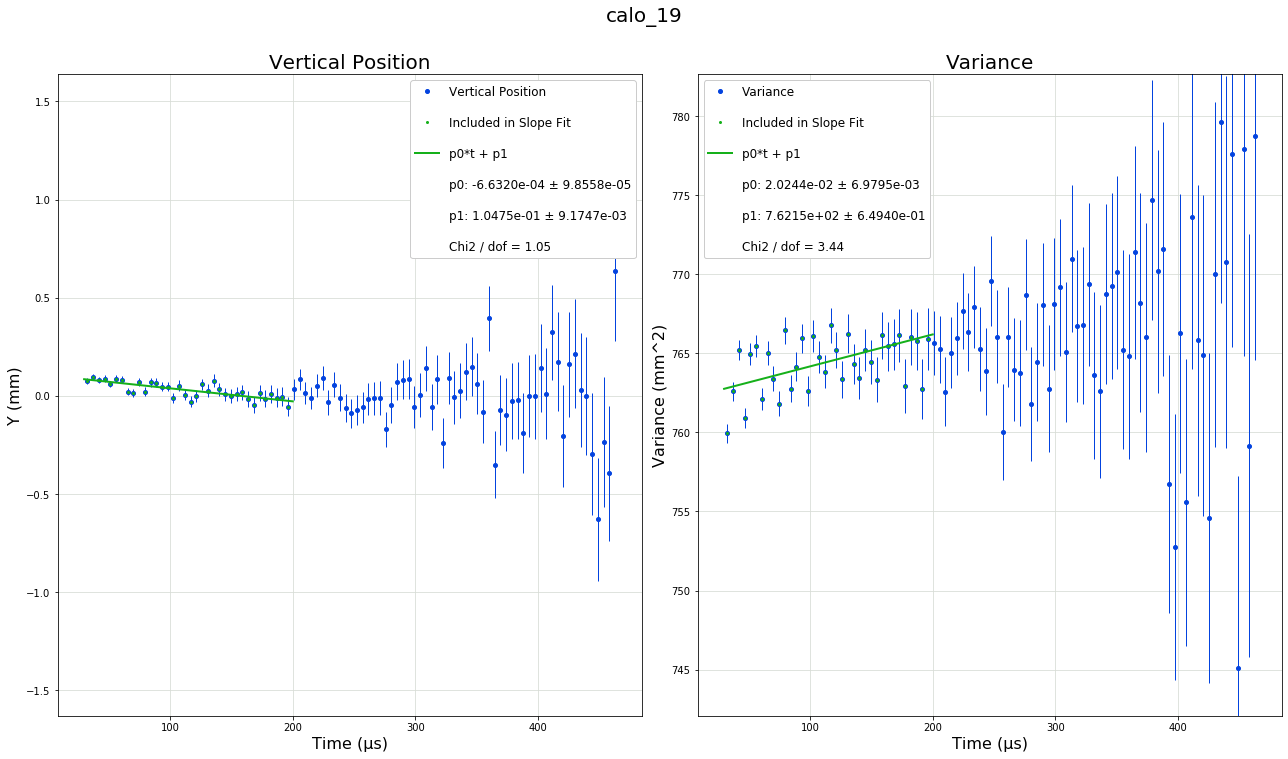 calo_19
Vertical Position
Vertical Position
Included in Slope Fit
p0*t + p1
p0: -6.6320e-04 ± 9.8558e-05
p1: 1.0475e-01 ± 9.1747e-03
Chi2 / dof = 1.05
1.5
1.0
0.5
0.0
−0.5
−1.0
−1.5
Y (mm)
100
200
300
400
Time (μs)
Variance
Variance
Included in Slope Fit
p0*t + p1
p0: 2.0244e-02 ± 6.9795e-03
p1: 7.6215e+02 ± 6.4940e-01
Chi2 / dof = 3.44
780
775
770
765
760
755
750
745
Variance (mm^2)
100
200
300
400
Time (μs)